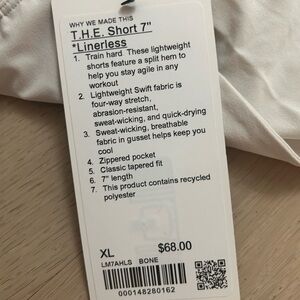 WHY WE MADE THIS
T.H.E. Short 7"
*Linerless
1. Train hard These lightweight
shorts feature a split hem to
help you stay agile in any
workout
2. Lightweight Swift fabric is
four-way stretch,
abrasion-resistant,
sweat-wicking, and quick-drying
3. Sweat-wicking, breathable
fabric in gusset helps keep you
cool
4. Zippered pocket
5. Classic tapered fit
6. 7" length
7. This product contains recycled
polyester
XL $68.00
LM7AHLS BONE
000148280162